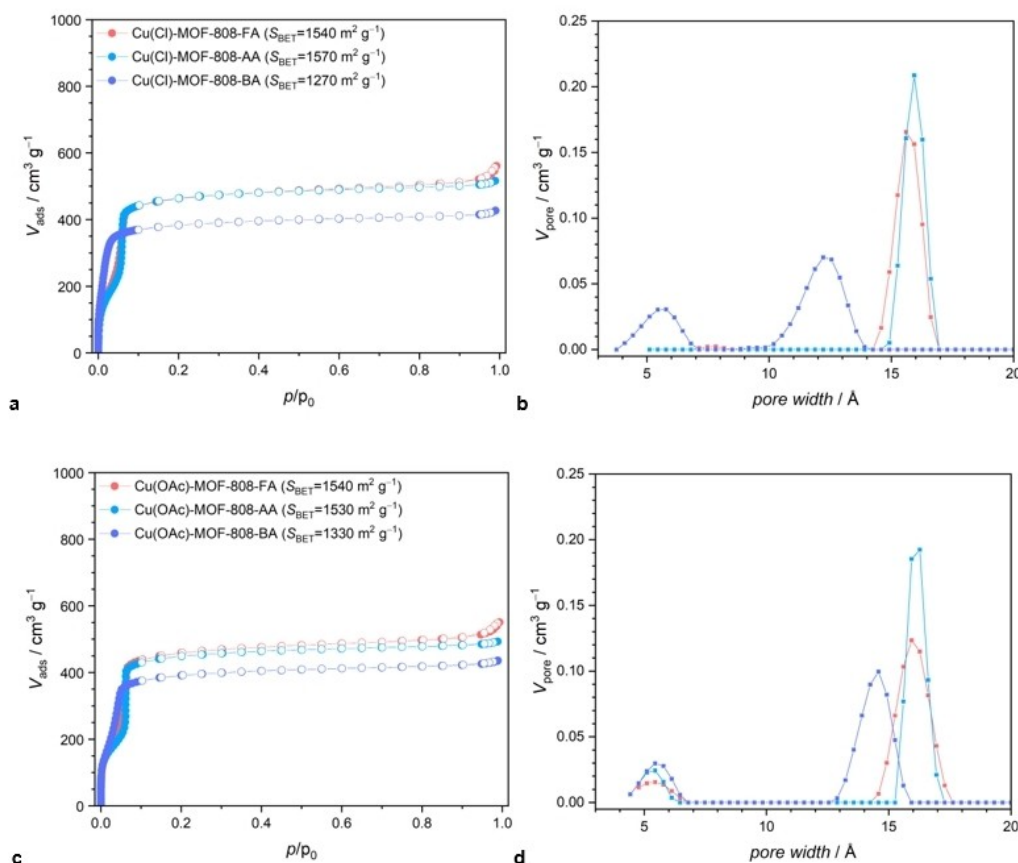 1000
800
600
400
200
0
V_ads / cm³ g⁻¹
Cu(Cl)-MOF-808-FA (S_BET=1540 m² g⁻¹)
Cu(Cl)-MOF-808-AA (S_BET=1570 m² g⁻¹)
Cu(Cl)-MOF-808-BA (S_BET=1270 m² g⁻¹)
0.0 0.2 0.4 0.6 0.8 1.0
p/p₀
a
0.25
0.20
0.15
0.10
0.05
0.00
V_pore / cm³ g⁻¹
5 10 15 20
pore width / Å
b
1000
800
600
400
200
0
V_ads / cm³ g⁻¹
Cu(OAc)-MOF-808-FA (S_BET=1540 m² g⁻¹)
Cu(OAc)-MOF-808-AA (S_BET=1530 m² g⁻¹)
Cu(OAc)-MOF-808-BA (S_BET=1330 m² g⁻¹)
0.0 0.2 0.4 0.6 0.8 1.0
p/p₀
c
0.25
0.20
0.15
0.10
0.05
0.00
V_pore / cm³ g⁻¹
5 10 15 20
pore width / Å
d